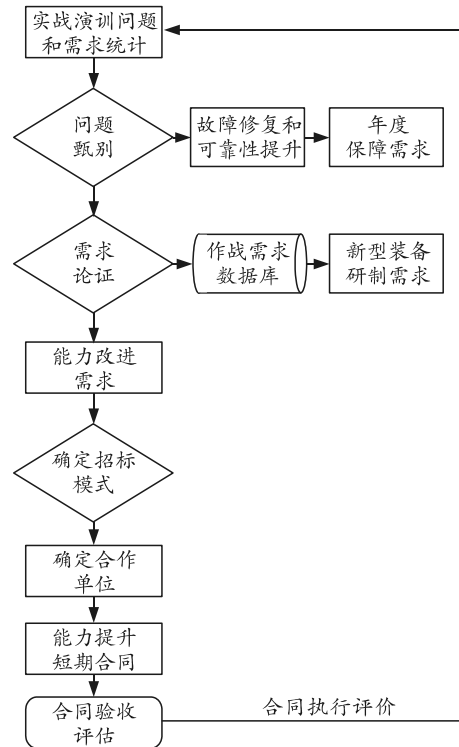 实战演训问题
和需求统计
问题
甄别
故障修复和
可靠性提升
年度
保障需求
需求
论证
作战需求
数据库
新型装备
研制需求
能力改进
需求
确定招标
模式
确定合作
单位
能力提升
短期合同
合同验收
评估
合同执行评价